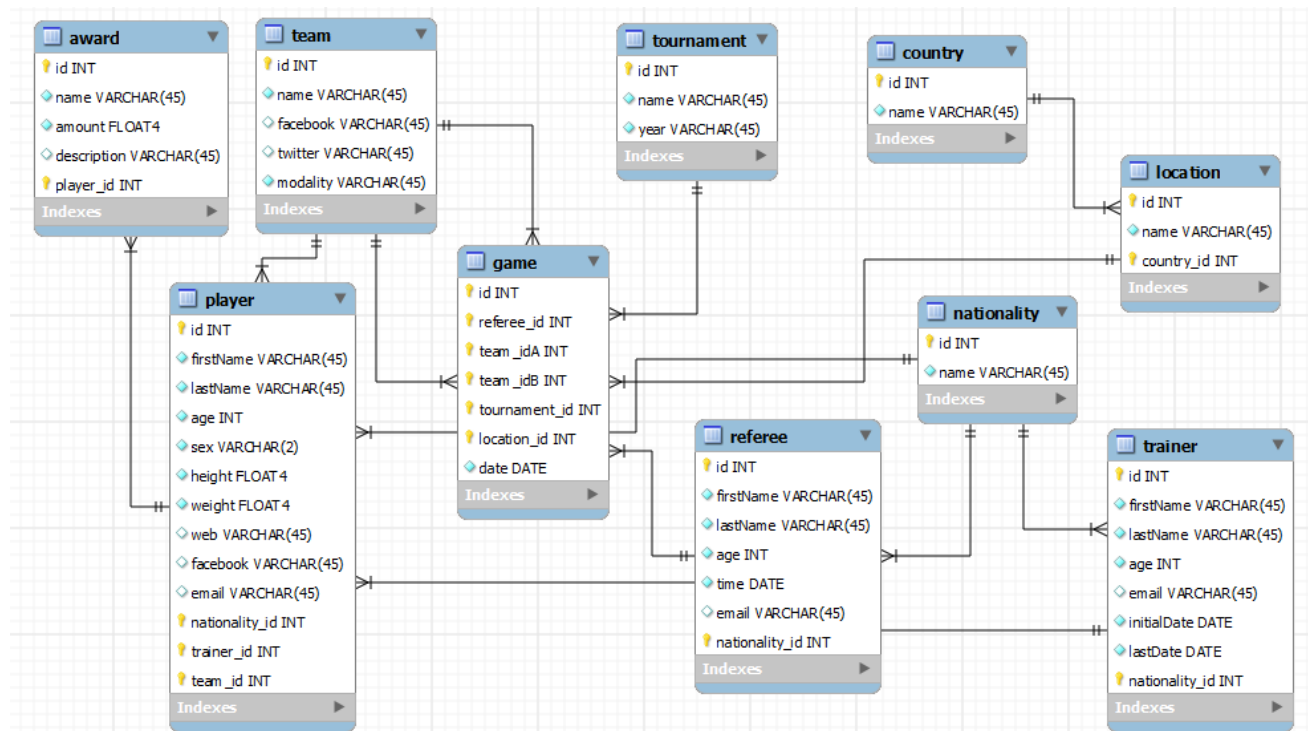 award
id INT
name VARCHAR(45)
amount FLOAT4
description VARCHAR(45)
player_id INT
Indexes
team
id INT
name VARCHAR(45)
facebook VARCHAR(45)
twitter VARCHAR(45)
modality VARCHAR(45)
Indexes
tournament
id INT
name VARCHAR(45)
year VARCHAR(45)
Indexes
country
id INT
name VARCHAR(45)
Indexes
location
id INT
name VARCHAR(45)
country_id INT
Indexes
player
id INT
firstName VARCHAR(45)
lastName VARCHAR(45)
age INT
sex VARCHAR(2)
height FLOAT4
weight FLOAT4
web VARCHAR(45)
facebook VARCHAR(45)
email VARCHAR(45)
nationality_id INT
trainer_id INT
team_id INT
Indexes
game
id INT
referee_id INT
team_idA INT
team_idB INT
tournament_id INT
location_id INT
date DATE
Indexes
nationality
id INT
name VARCHAR(45)
Indexes
referee
id INT
firstName VARCHAR(45)
lastName VARCHAR(45)
age INT
time DATE
email VARCHAR(45)
nationality_id INT
Indexes
trainer
id INT
firstName VARCHAR(45)
lastName VARCHAR(45)
age INT
email VARCHAR(45)
initialDate DATE
lastDate DATE
nationality_id INT
Indexes